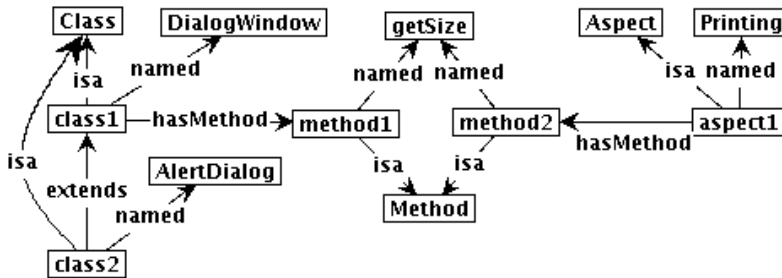 Class DialogWindow getSize Aspect Printing
isa named named named isa named
class1 hasMethod method1 method2 hasMethod aspect1
isa extends AlertDialog isa isa
named Method
class2